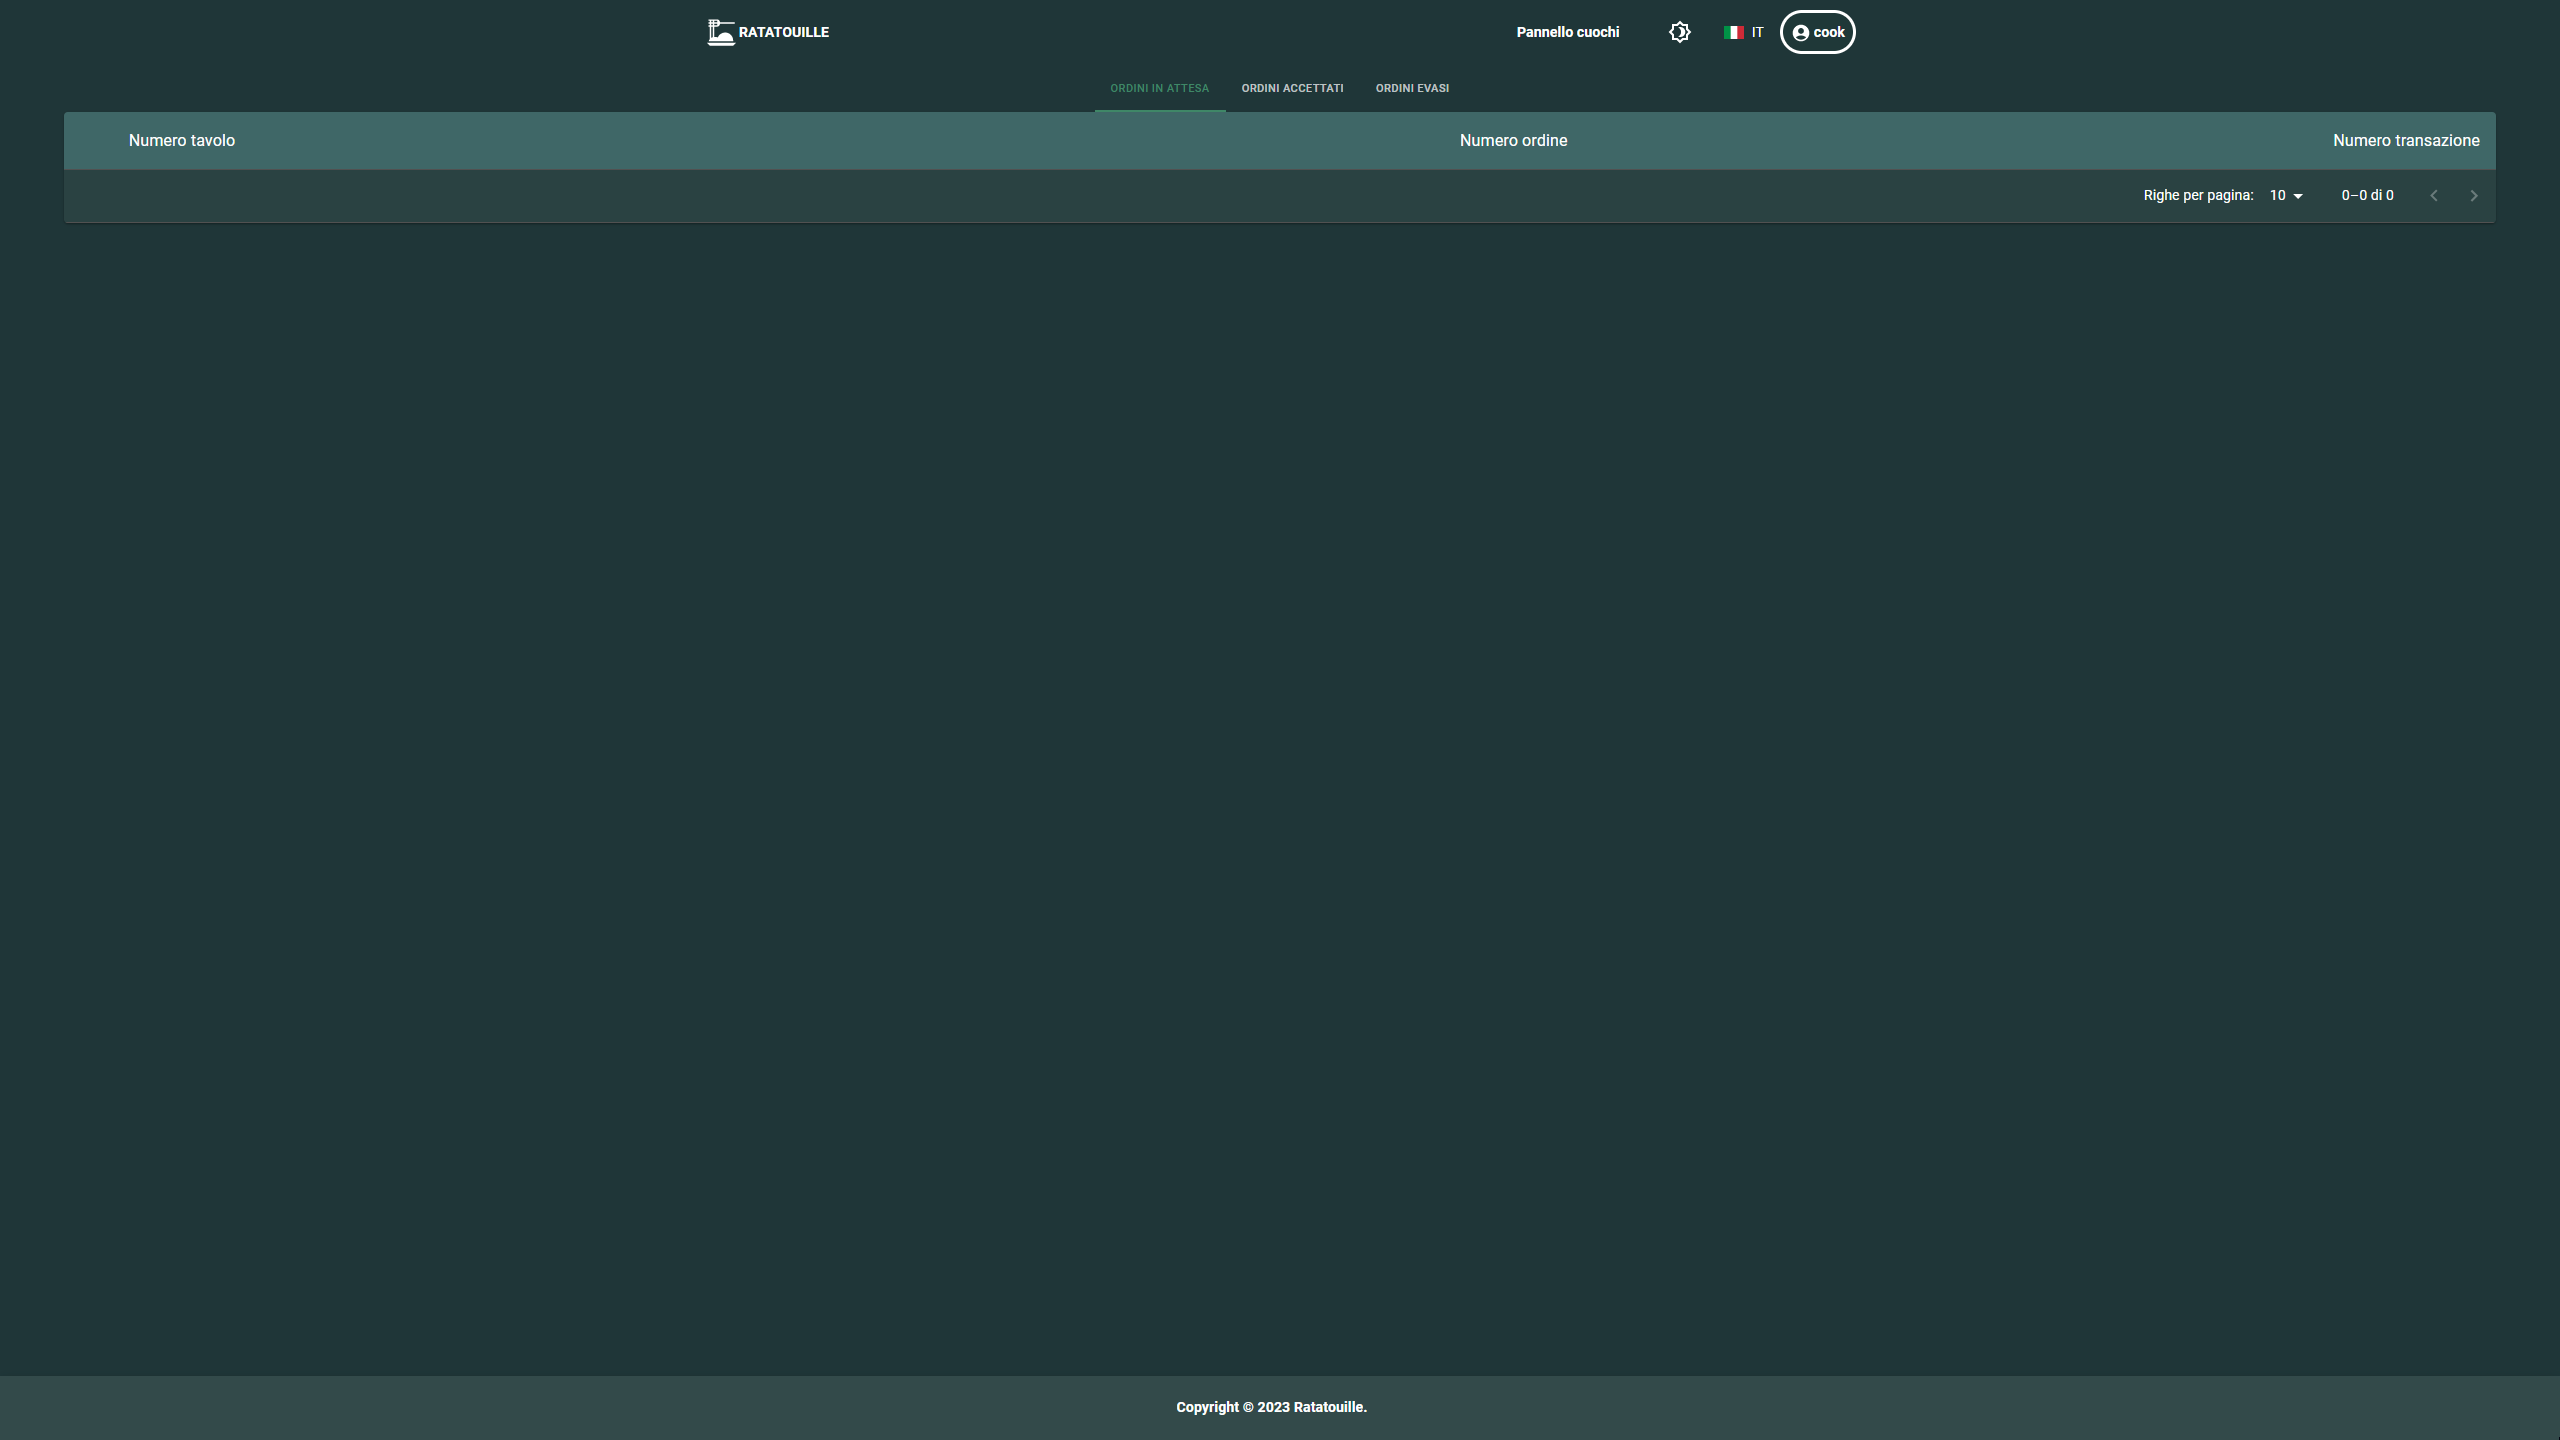 RATATOUILLE
Pannello cuochi
IT
cook
ORDINI IN ATTESA
ORDINI ACCETTATI
ORDINI EVASI
Numero tavolo
Numero ordine
Numero transazione
Righe per pagina: 10
0–0 di 0
Copyright © 2023 Ratatouille.